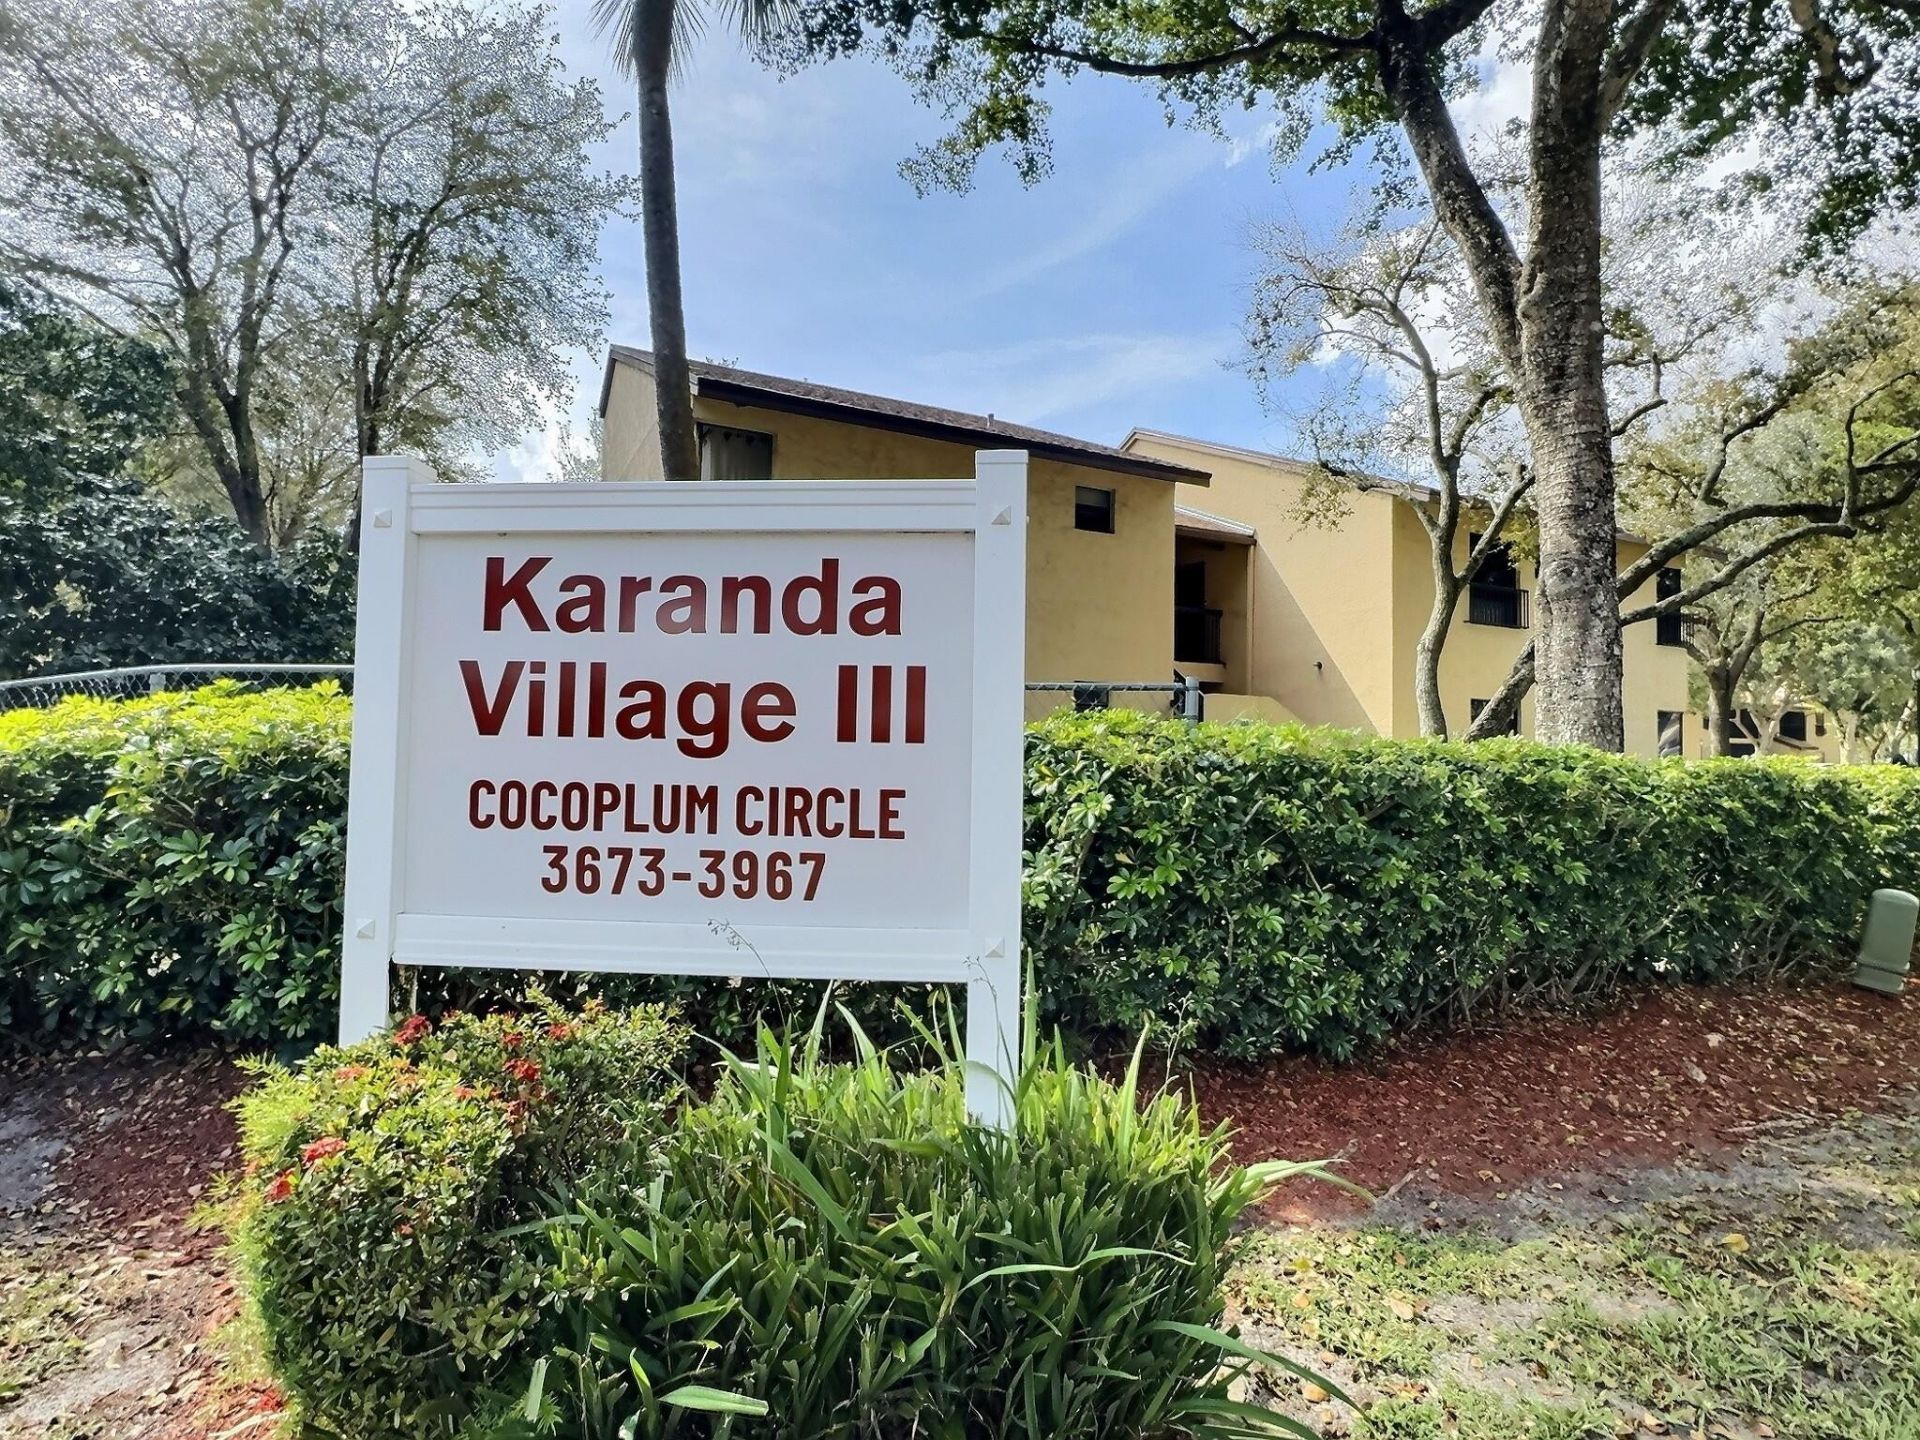 Karanda
Village III
COCOPLUM CIRCLE
3673-3967